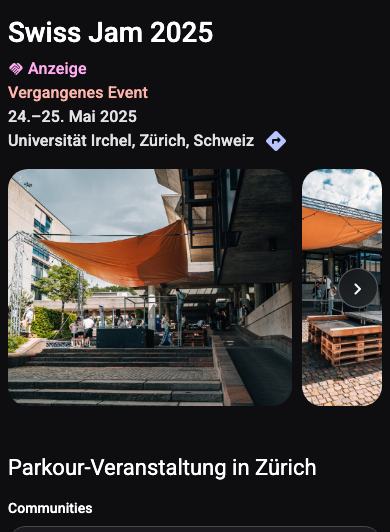 Swiss Jam 2025
Anzeige
Vergangenes Event
24.–25. Mai 2025
Universität Irchel, Zürich, Schweiz
Parkour-Veranstaltung in Zürich
Communities